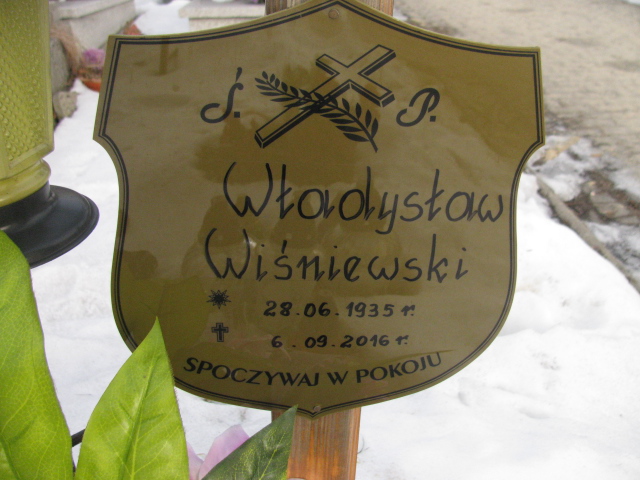 Ś. P.
Władysław
Wiśniewski
28.06.1935 r.
6.09.2016 r.
SPOCZYWAJ W POKOJU